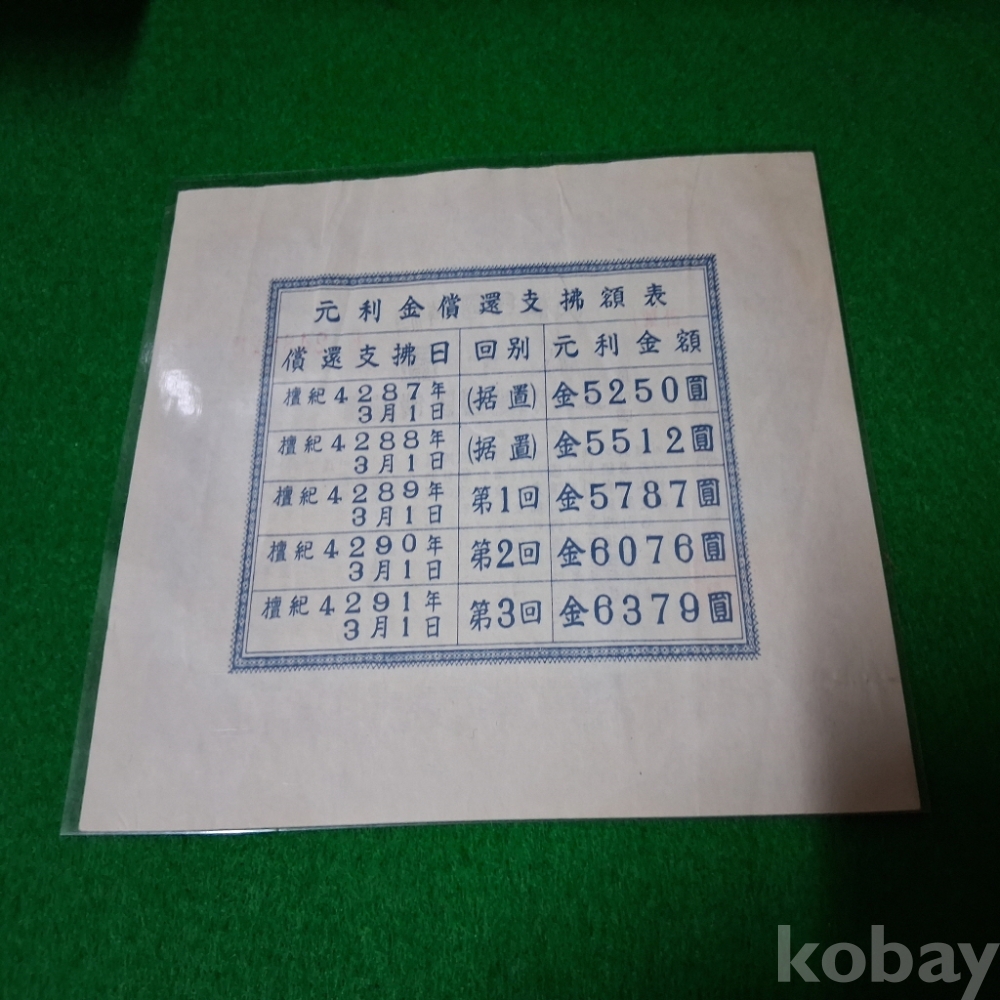 元利金償還支拂額表
償還支拂日 回別 元利金額
檀紀4287年3月1日 (据置) 金5250圓
檀紀4288年3月1日 (据置) 金5512圓
檀紀4289年3月1日 第1回 金5787圓
檀紀4290年3月1日 第2回 金6076圓
檀紀4291年3月1日 第3回 金6379圓
kobay